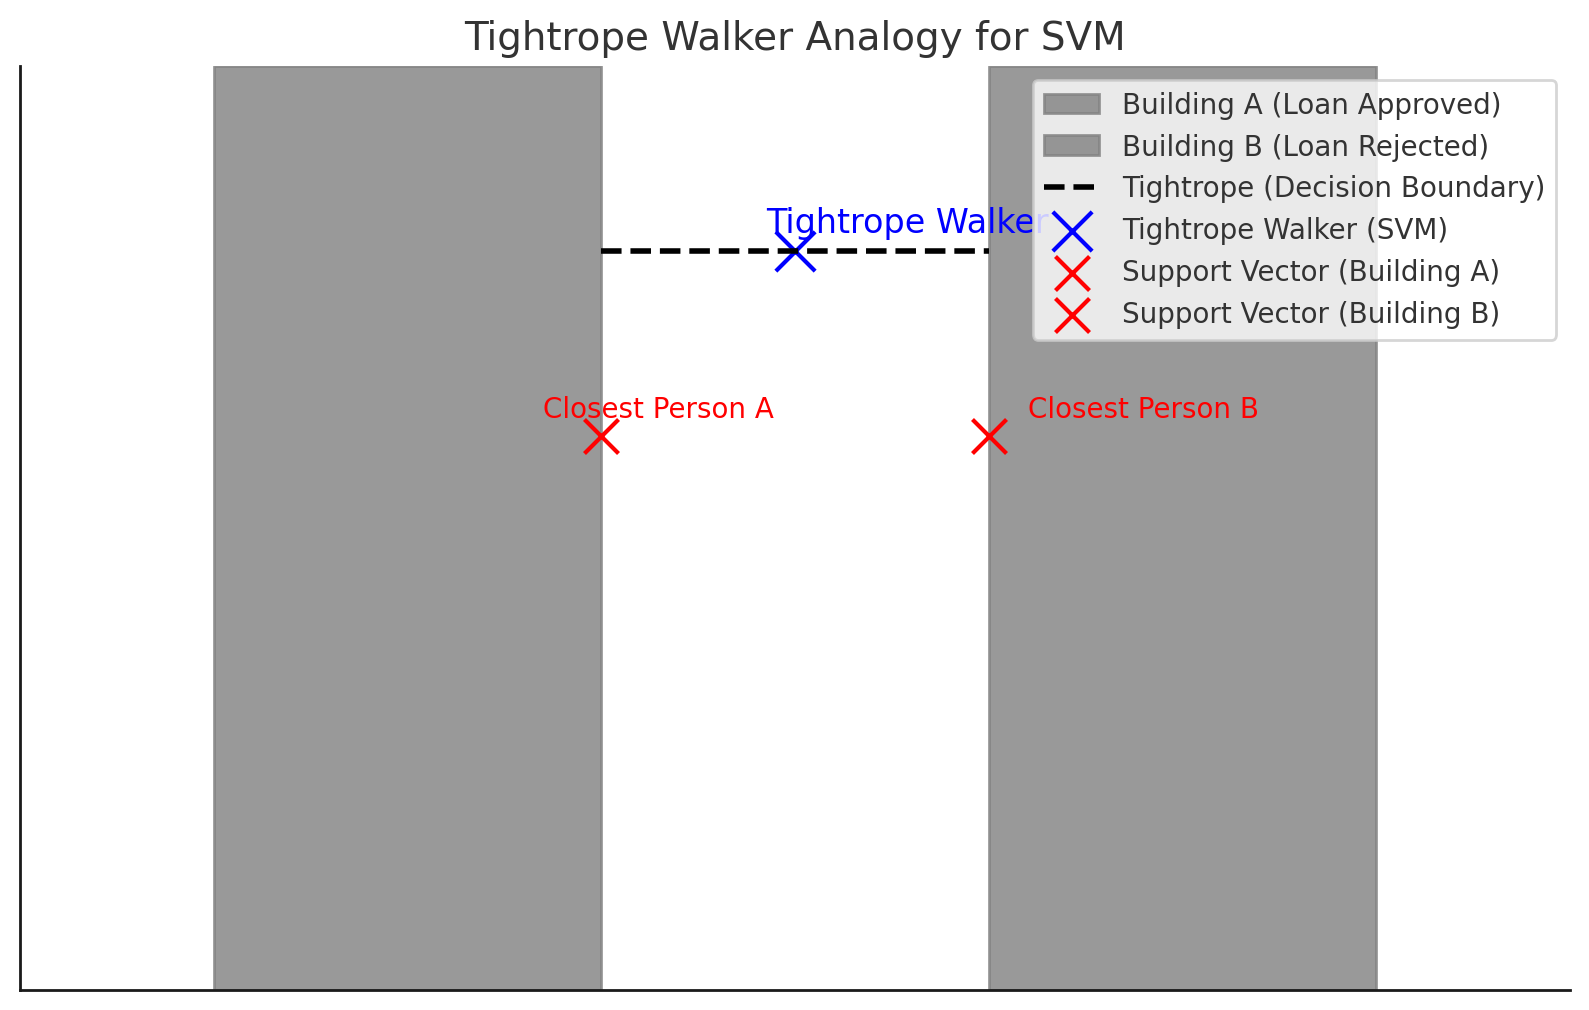 Tightrope Walker Analogy for SVM
Building A (Loan Approved)
Building B (Loan Rejected)
Tightrope (Decision Boundary)
Tightrope Walker (SVM)
Support Vector (Building A)
Support Vector (Building B)
Tightrope Walker
Closest Person A
Closest Person B